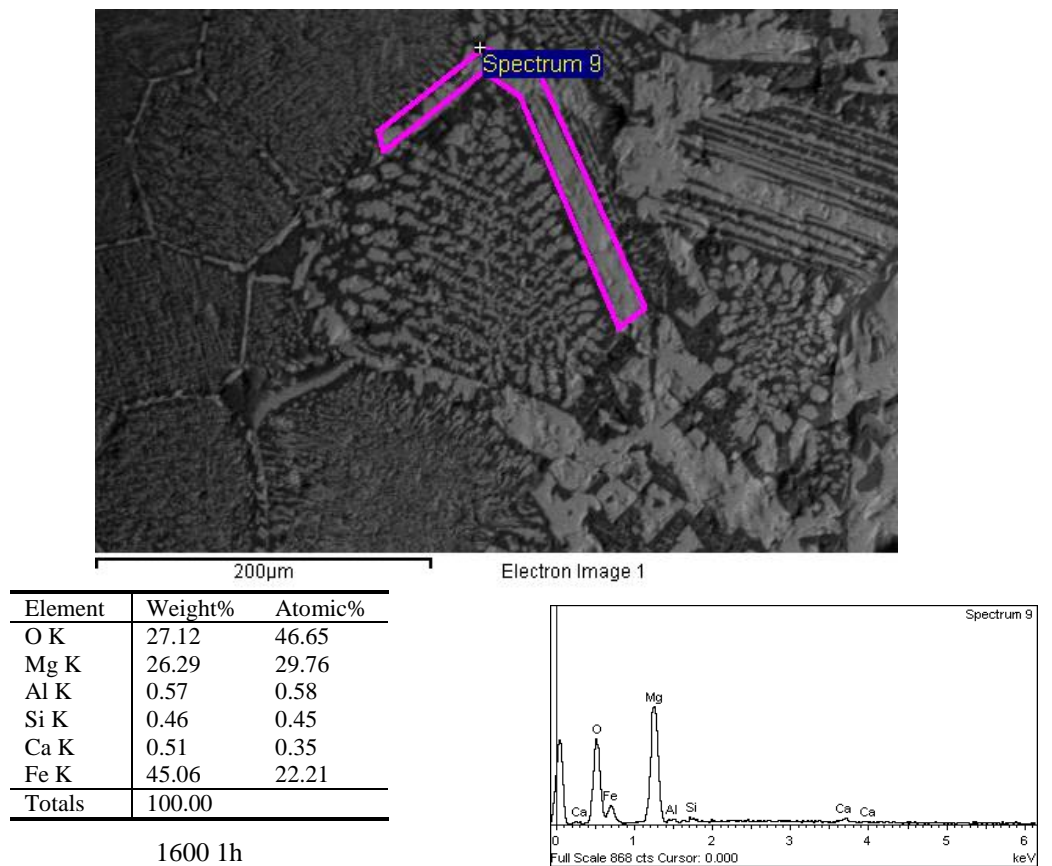 Spectrum 9
200µm Electron Image 1
Element Weight% Atomic%
O K 27.12 46.65
Mg K 26.29 29.76
Al K 0.57 0.58
Si K 0.46 0.45
Ca K 0.51 0.35
Fe K 45.06 22.21
Totals 100.00
1600 1h
Spectrum 9
Mg
O
Fe
Ca
Al
Si
Ca
Ca
0 1 2 3 4 5 6
Full Scale 868 cts Cursor: 0.000 keV